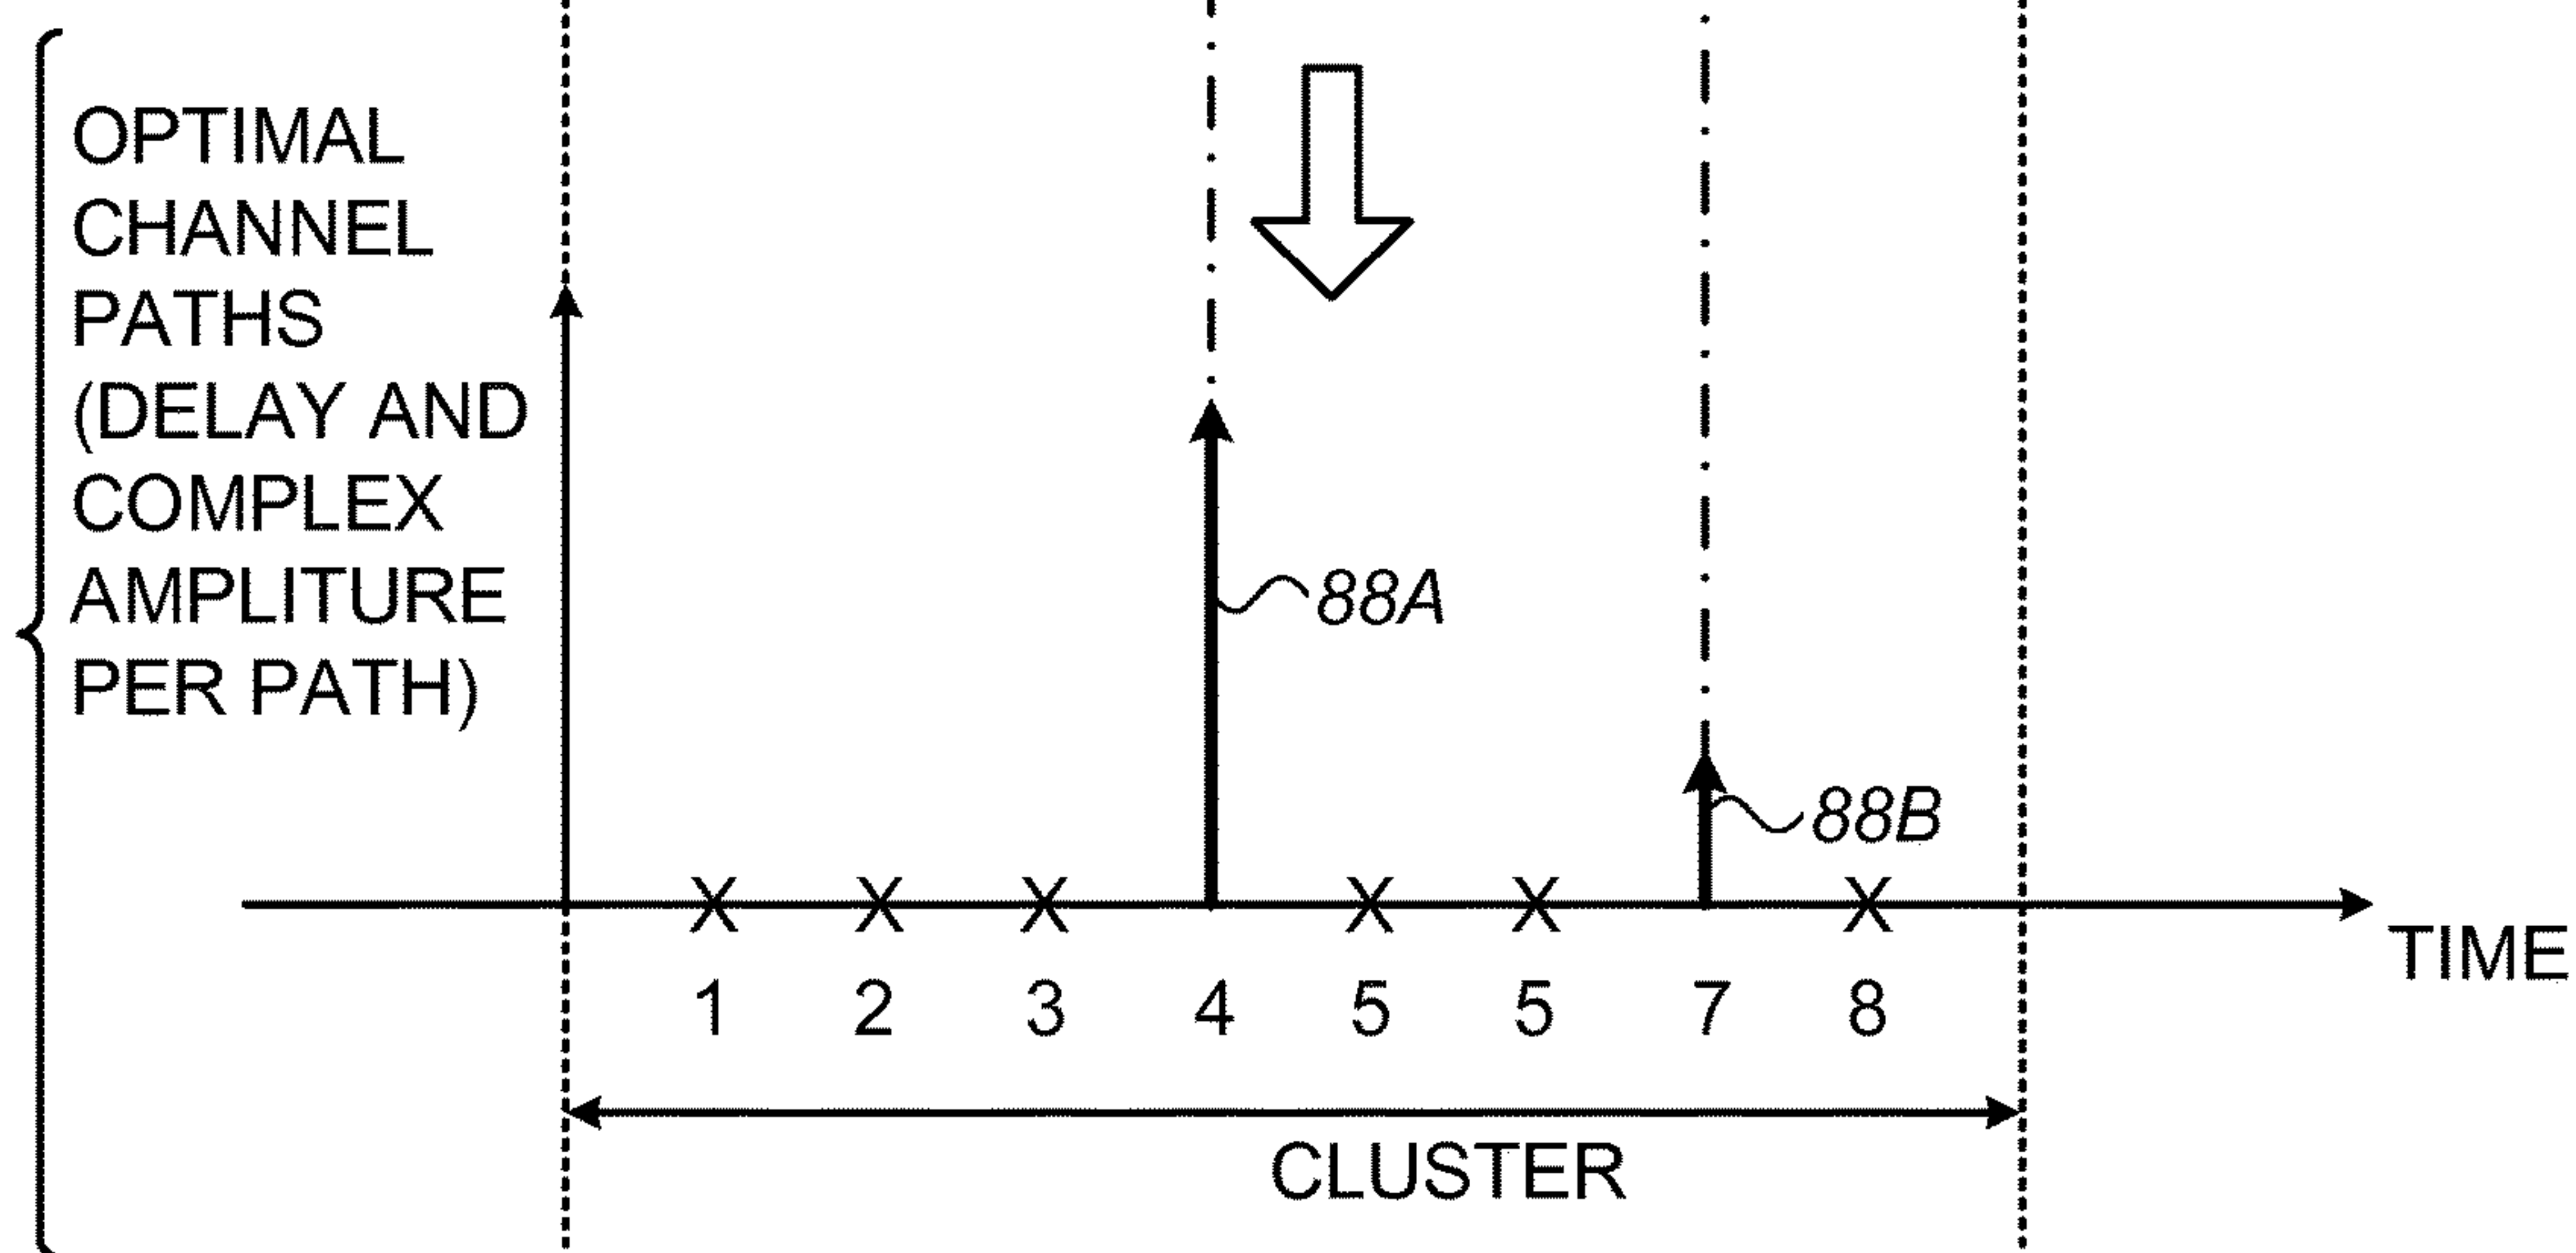 OPTIMAL
CHANNEL
PATHS
(DELAY AND
COMPLEX
AMPLITURE
PER PATH)
88A
88B
X X X X X X
TIME
1 2 3 4 5 5 7 8
CLUSTER